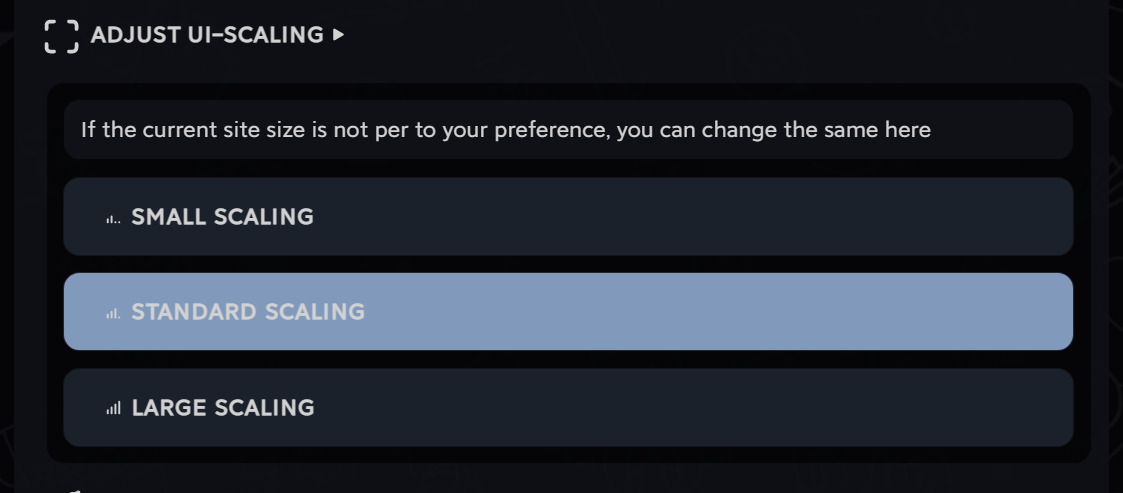 ADJUST UI-SCALING
If the current site size is not per to your preference, you can change the same here
SMALL SCALING
STANDARD SCALING
LARGE SCALING